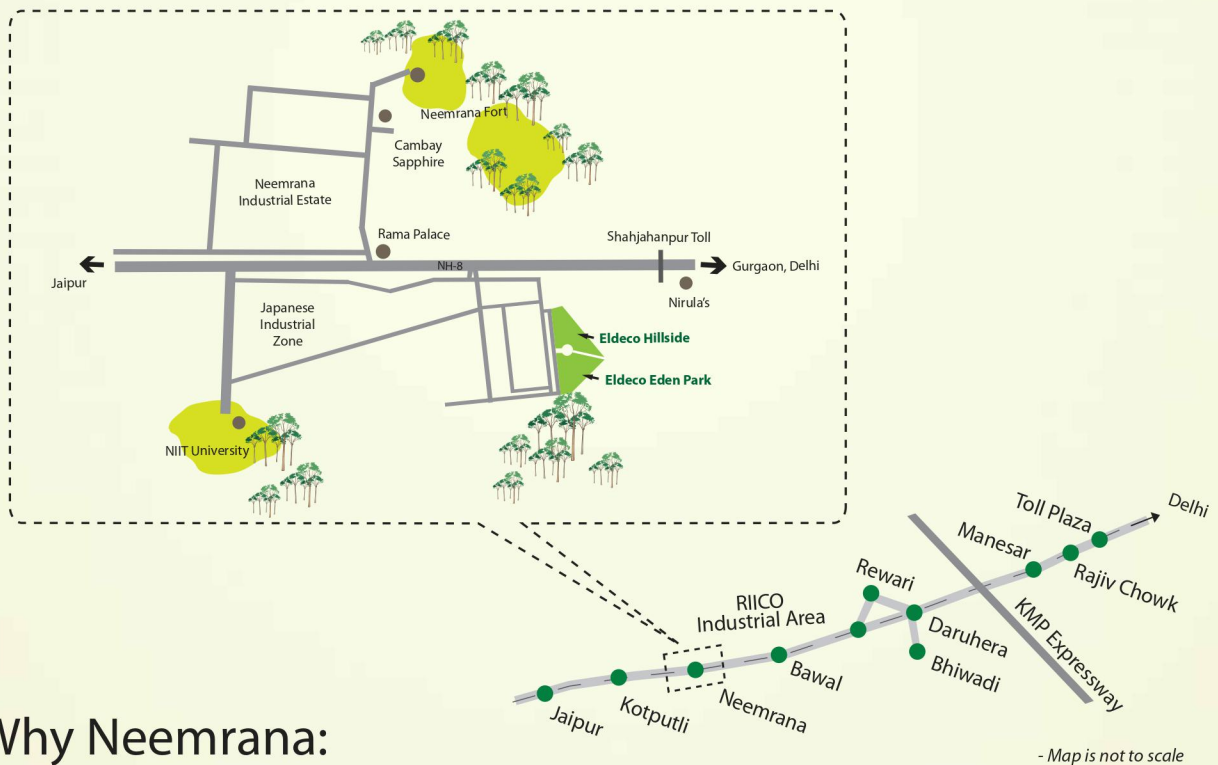 Neemrana Fort
Cambay
Sapphire
Neemrana
Industrial Estate
Rama Palace
Shahjahanpur Toll
NH-8
Jaipur
Gurgaon, Delhi
Nirula's
Japanese
Industrial
Zone
Eldeco Hillside
Eldeco Eden Park
NIIT University
Delhi
Toll Plaza
Manesar
Rajiv Chowk
Rewari
RIICO
Industrial Area
KMP Expressway
Daruhera
Bhiwadi
Bawal
Neemrana
Kotputli
Jaipur
Why Neemrana:
- Map is not to scale